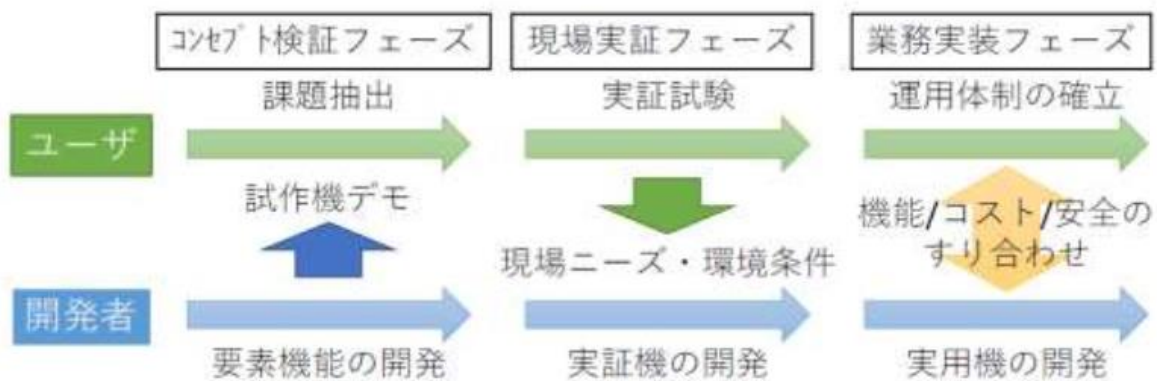 コンセプト検証フェーズ
現場実証フェーズ
業務実装フェーズ
課題抽出
実証試験
運用体制の確立
ユーザ
試作機デモ
現場ニーズ・環境条件
機能/コスト/安全の
すり合わせ
開発者
要素機能の開発
実証機の開発
実用機の開発